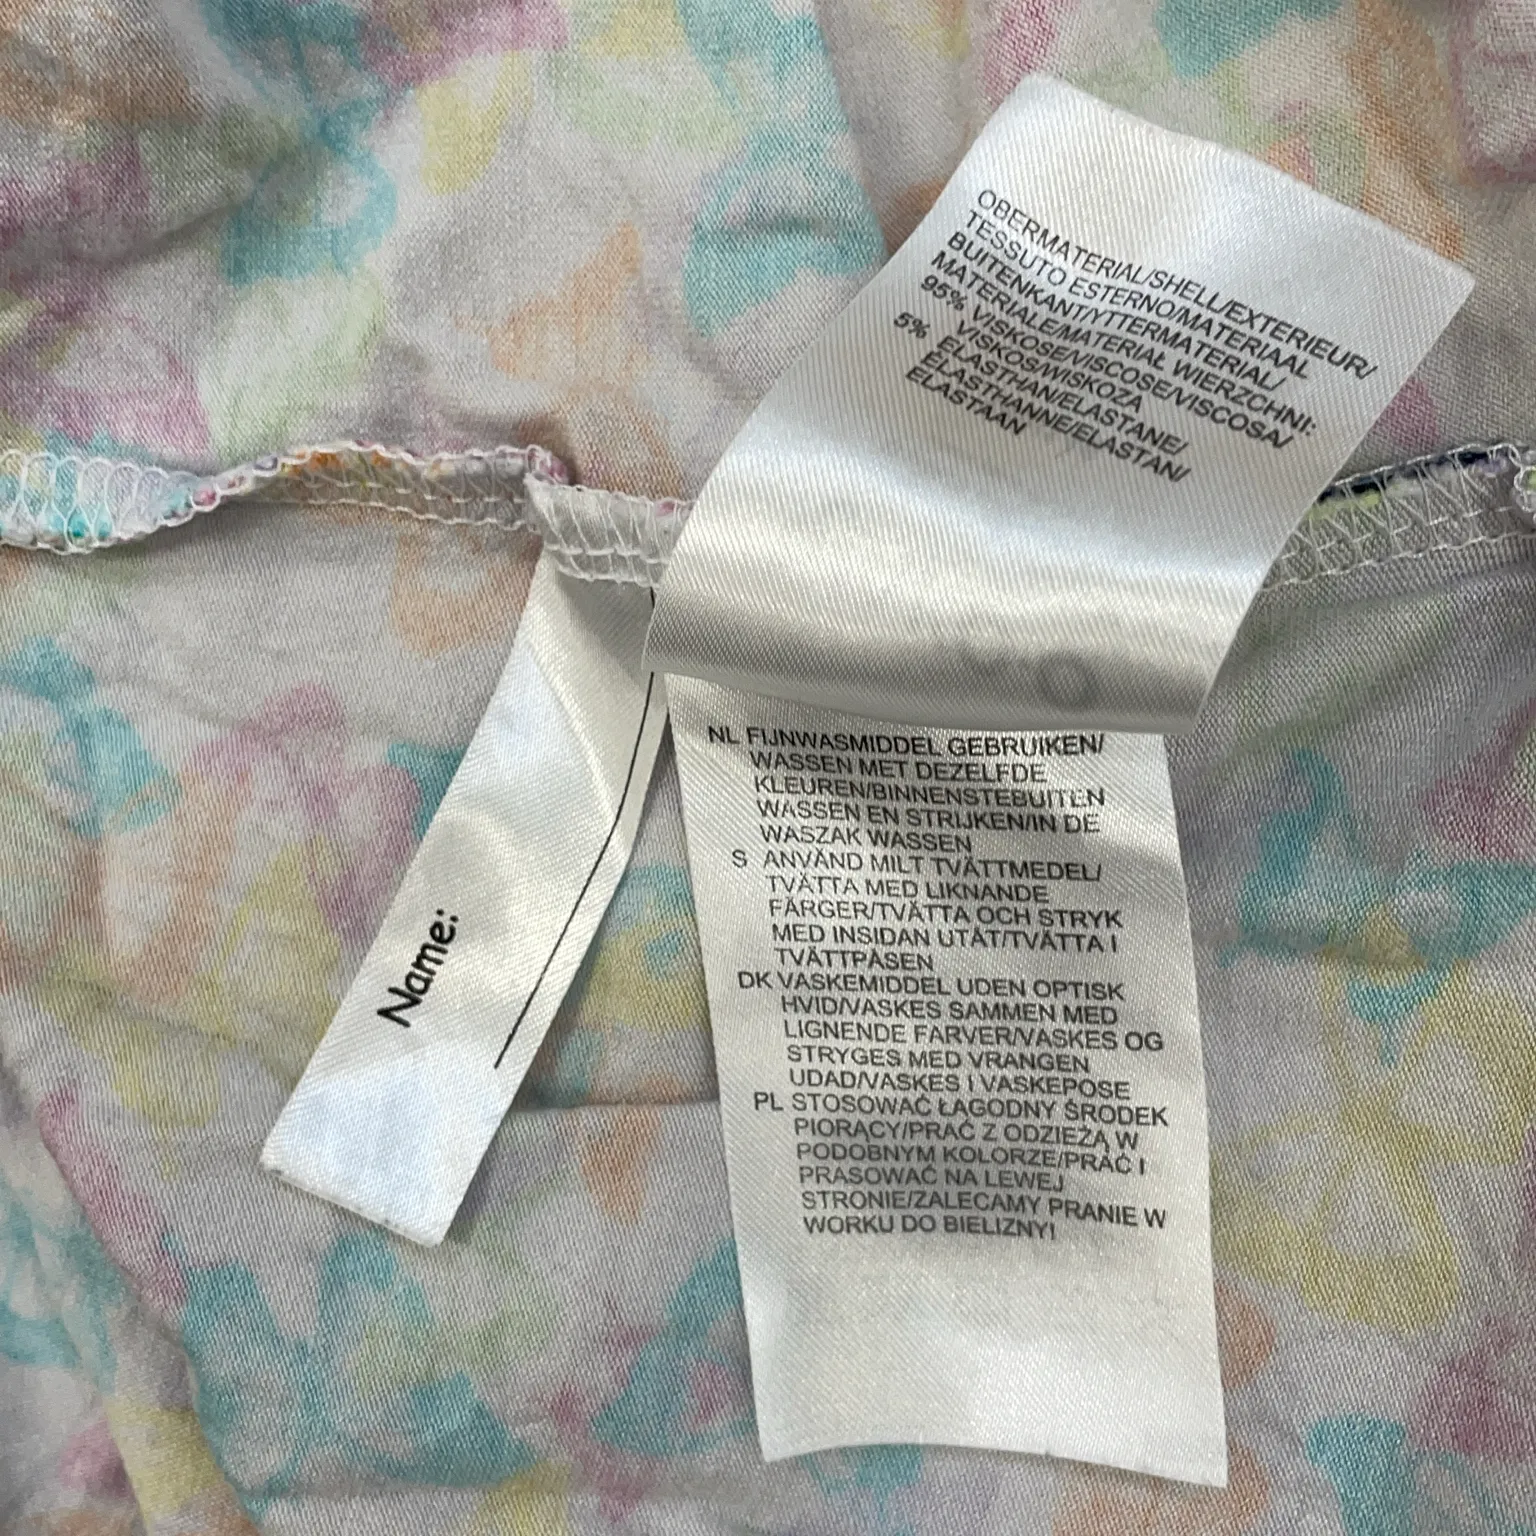 OBERMATERIAL/SHELL/EXTERIEUR/
TESSUTO ESTERNO/MATERIAAL
BUITENKANT/YTTERMATERIAL/
MATERIALE/MATERIAŁ WIERZCHNI:
95% VISKOSE/VISCOSE/VISCOSA/
VISKOS/WISKOZA
5% ELASTHAN/ELASTANE/
ELASTHANNE/ELASTAN/
ELASTAAN
NL FIJNWASMIDDEL GEBRUIKEN/
WASSEN MET DEZELFDE
KLEUREN/BINNENSTEBUITEN
WASSEN EN STRIJKEN/IN DE
WASZAK WASSEN
S ANVÄND MILT TVÄTTMEDEL/
TVÄTTA MED LIKNANDE
FÄRGER/TVÄTTA OCH STRYK
MED INSIDAN UTÅT/TVÄTTA I
TVÄTTPÅSEN
DK VASKEMIDDEL UDEN OPTISK
HVID/VASKES SAMMEN MED
LIGNENDE FARVER/VASKES OG
STRYGES MED VRANGEN
UDAD/VASKES I VASKEPOSE
PL STOSOWAĆ ŁAGODNY ŚRODEK
PIORĄCY/PRAĆ Z ODZIEŻĄ W
PODOBNYM KOLORZE/PRAĆ I
PRASOWAĆ NA LEWEJ
STRONIE/ZALECAMY PRANIE W
WORKU DO BIELIZNY!
Name: